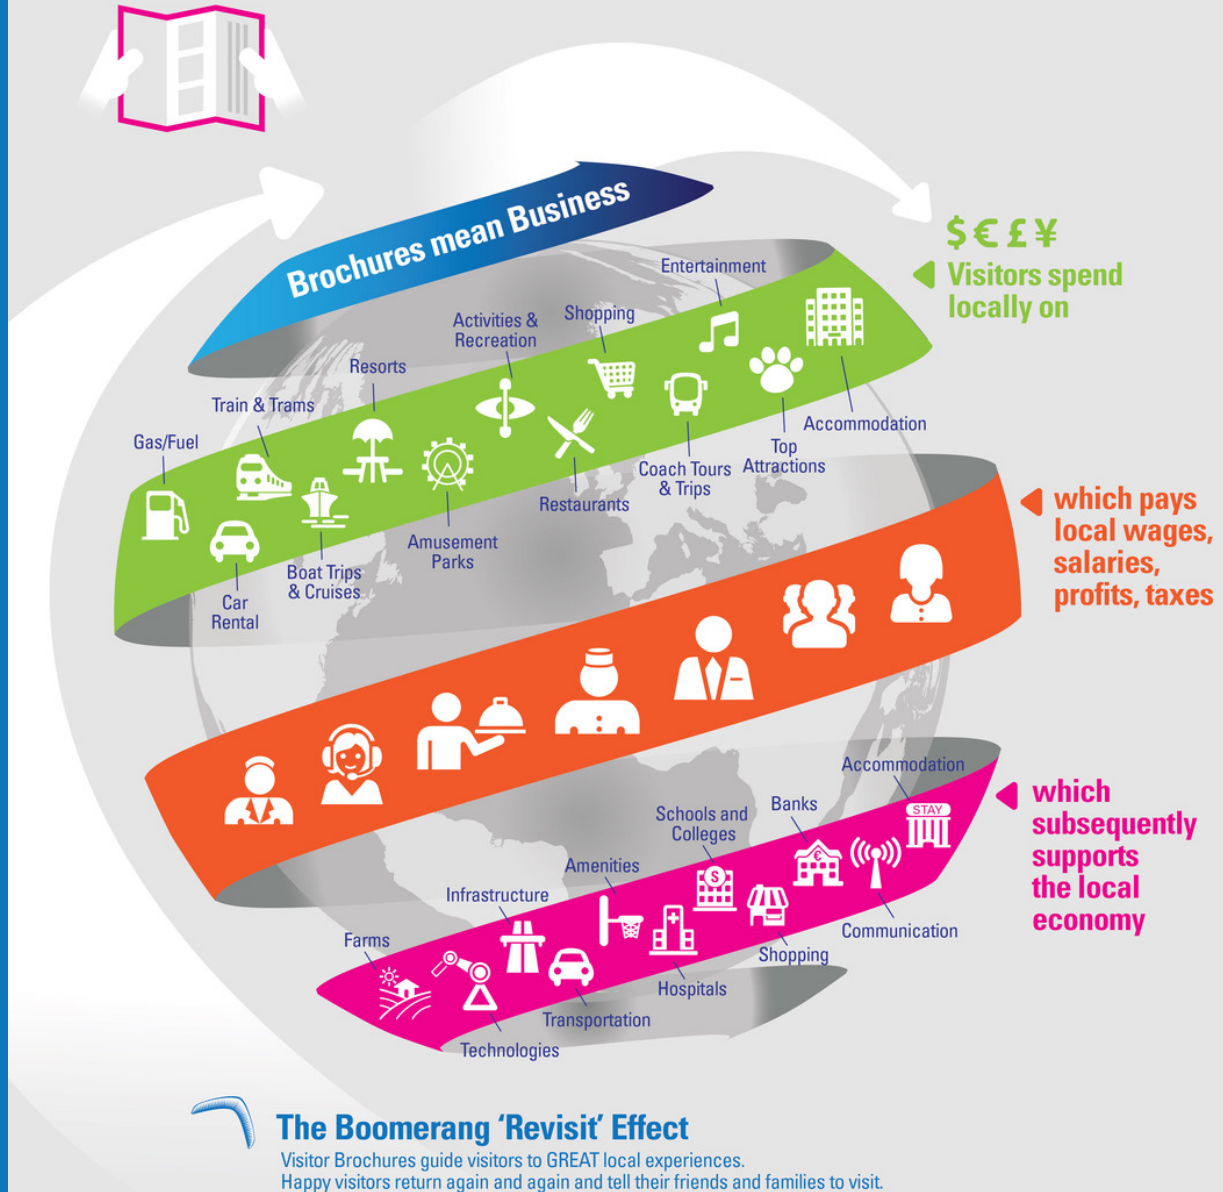 Brochures mean Business
$ € £ ¥
Visitors spend
locally on
Entertainment
Shopping
Activities &
Recreation
Resorts
Train & Trams
Gas/Fuel
Accommodation
Top
Attractions
Coach Tours
& Trips
Restaurants
Amusement
Parks
Boat Trips
& Cruises
Car
Rental
which pays
local wages,
salaries,
profits, taxes
which
subsequently
supports
the local
economy
Accommodation
STAY
Banks
€
Schools and
Colleges
$
Amenities
Infrastructure
Farms
Communication
Shopping
Hospitals
Transportation
Technologies
The Boomerang ‘Revisit’ Effect
Visitor Brochures guide visitors to GREAT local experiences.
Happy visitors return again and again and tell their friends and families to visit.